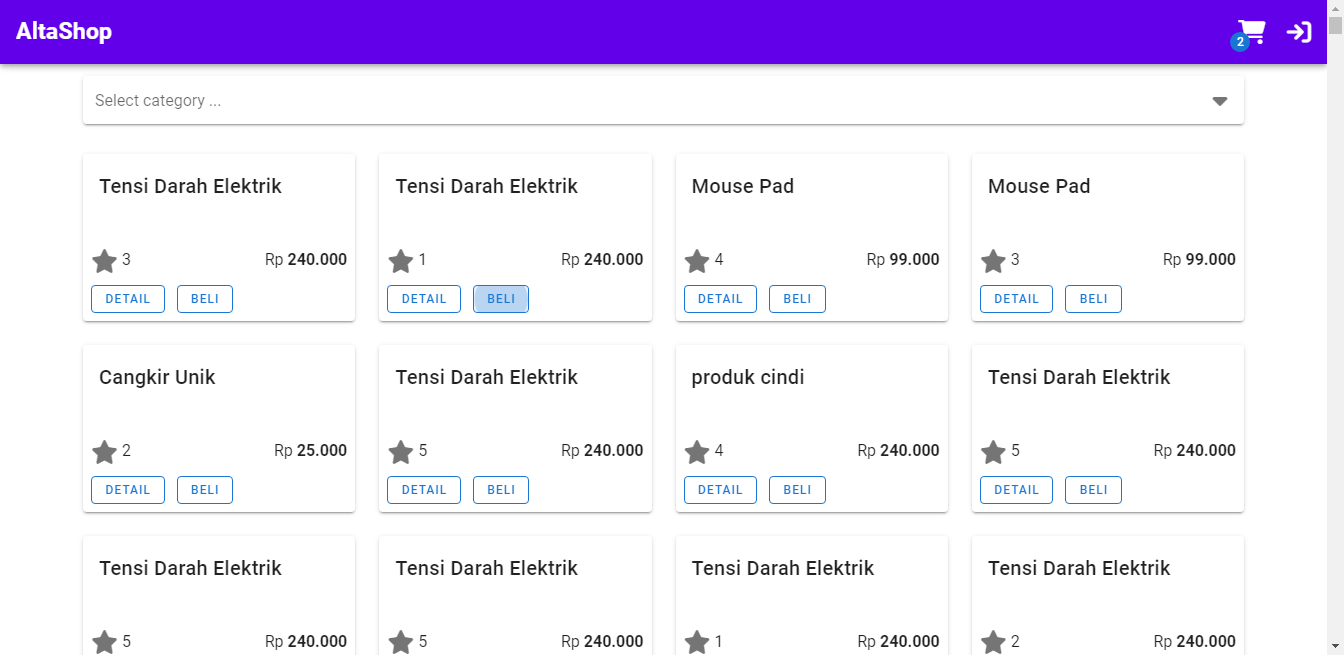 AltaShop
2
Select category ...
Tensi Darah Elektrik
3 Rp 240.000
DETAIL BELI
Tensi Darah Elektrik
1 Rp 240.000
DETAIL BELI
Mouse Pad
4 Rp 99.000
DETAIL BELI
Mouse Pad
3 Rp 99.000
DETAIL BELI
Cangkir Unik
2 Rp 25.000
DETAIL BELI
Tensi Darah Elektrik
5 Rp 240.000
DETAIL BELI
produk cindi
4 Rp 240.000
DETAIL BELI
Tensi Darah Elektrik
5 Rp 240.000
DETAIL BELI
Tensi Darah Elektrik
5 Rp 240.000
Tensi Darah Elektrik
5 Rp 240.000
Tensi Darah Elektrik
1 Rp 240.000
Tensi Darah Elektrik
2 Rp 240.000